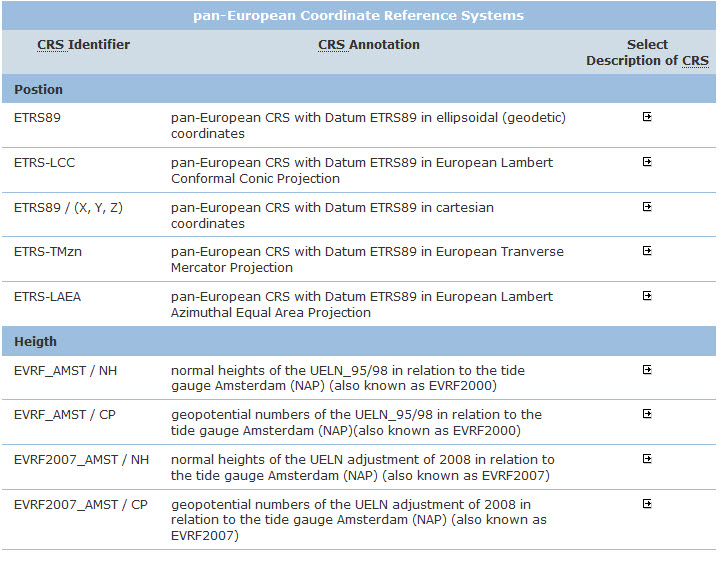 pan-European Coordinate Reference Systems
CRS Identifier CRS Annotation Select
Description of CRS
Postion
ETRS89 pan-European CRS with Datum ETRS89 in ellipsoidal (geodetic)
coordinates
ETRS-LCC pan-European CRS with Datum ETRS89 in European Lambert
Conformal Conic Projection
ETRS89 / (X, Y, Z) pan-European CRS with Datum ETRS89 in cartesian
coordinates
ETRS-TMzn pan-European CRS with Datum ETRS89 in European Tranverse
Mercator Projection
ETRS-LAEA pan-European CRS with Datum ETRS89 in European Lambert
Azimuthal Equal Area Projection
Heigth
EVRF_AMST / NH normal heights of the UELN_95/98 in relation to the tide
gauge Amsterdam (NAP) (also known as EVRF2000)
EVRF_AMST / CP geopotential numbers of the UELN_95/98 in relation to the
tide gauge Amsterdam (NAP)(also known as EVRF2000)
EVRF2007_AMST / NH normal heights of the UELN adjustment of 2008 in relation to
the tide gauge Amsterdam (NAP) (also known as EVRF2007)
EVRF2007_AMST / CP geopotential numbers of the UELN adjustment of 2008 in
relation to the tide gauge Amsterdam (NAP) (also known as
EVRF2007)